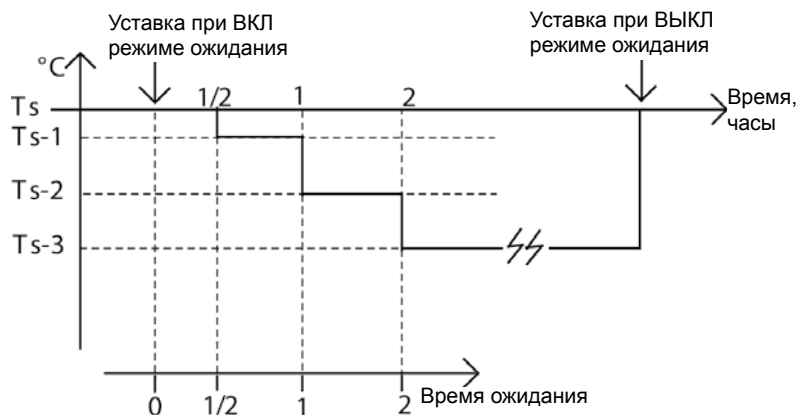 Уставка при ВКЛ
режиме ожидания
Уставка при ВЫКЛ
режиме ожидания
°C
Ts
1/2
1
2
Время,
часы
Ts-1
Ts-2
Ts-3
0
1/2
1
2
Время ожидания